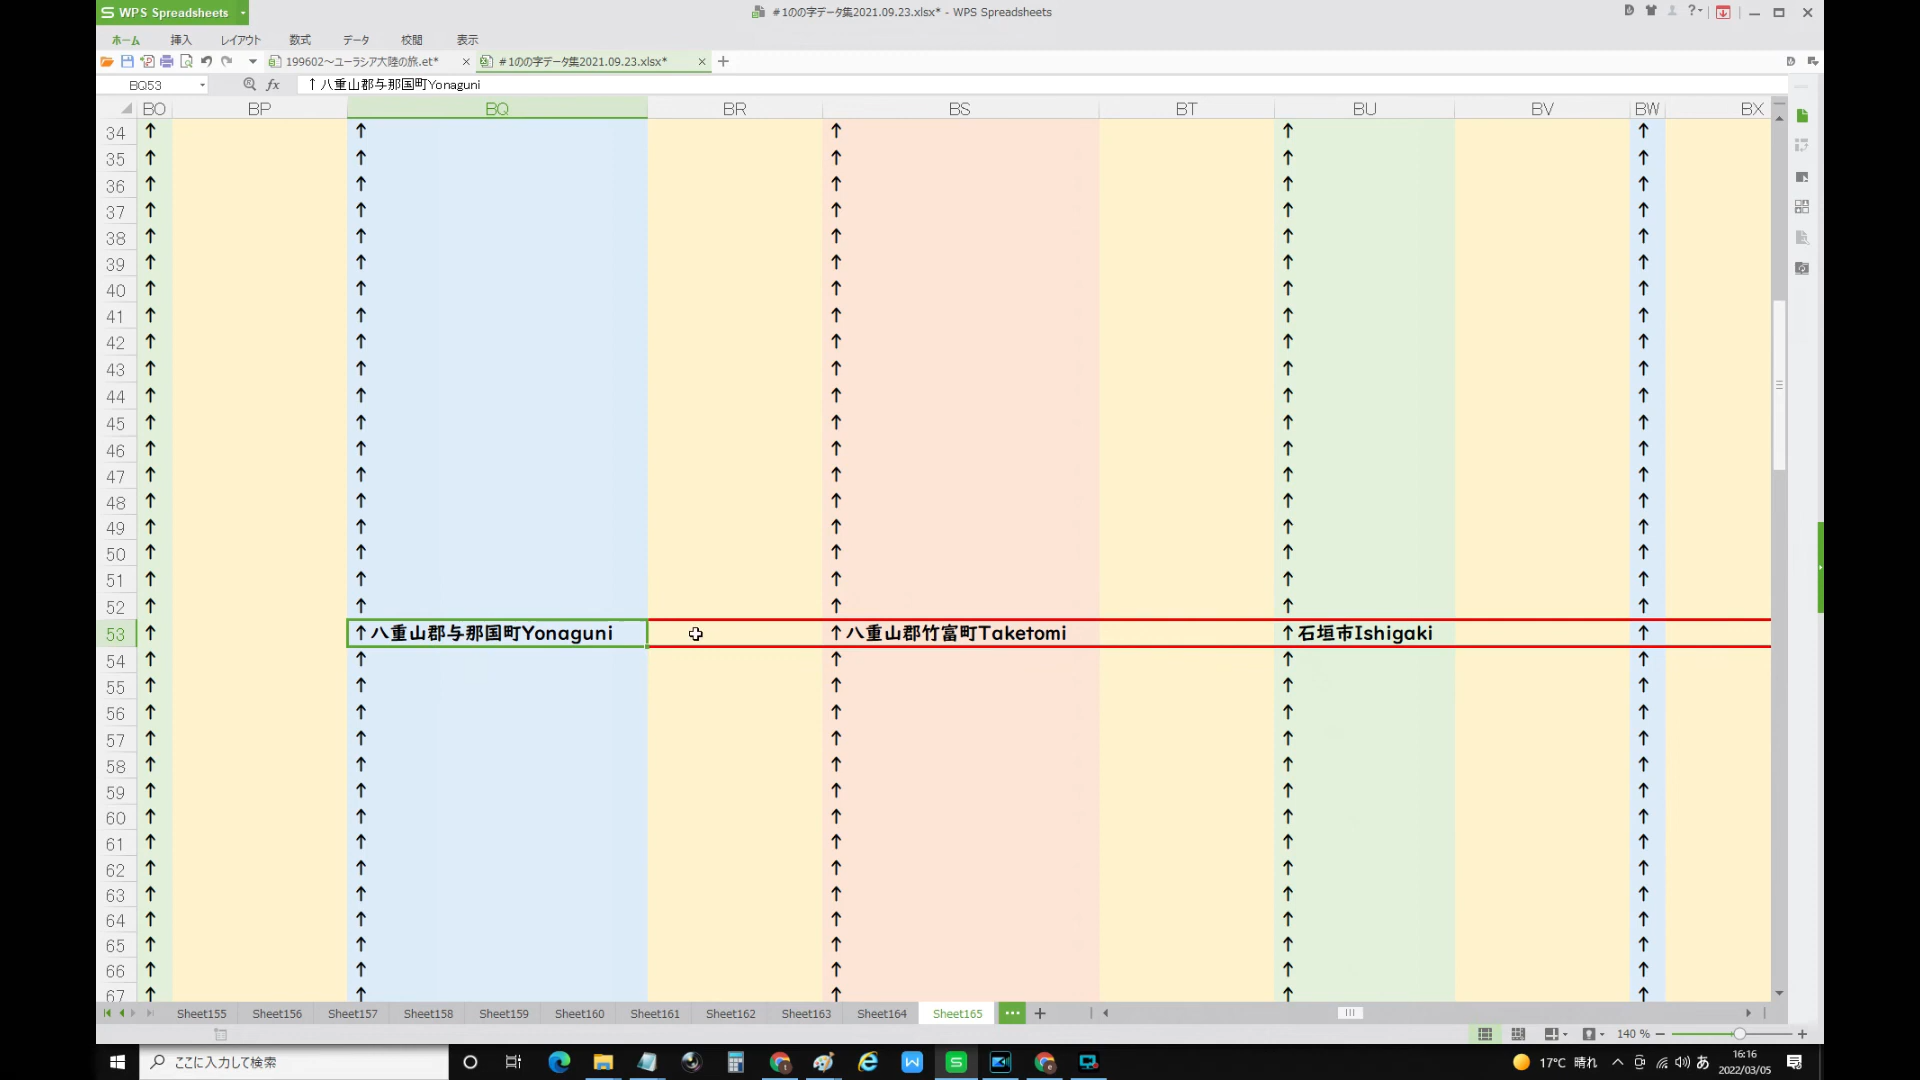 WPS Spreadsheets
#1のの字データ集2021.09.23.xlsx* - WPS Spreadsheets
ホーム 挿入 レイアウト 数式 データ 校閲 表示
199602～ユーラシア大陸の旅.et* × #1のの字データ集2021.09.23.xlsx* × +
BQ53 fx ↑八重山郡与那国町Yonaguni
BO BP BQ BR BS BT BU BV BW BX
34 ↑ ↑ ↑ ↑ ↑
35 ↑ ↑ ↑ ↑ ↑
36 ↑ ↑ ↑ ↑ ↑
37 ↑ ↑ ↑ ↑ ↑
38 ↑ ↑ ↑ ↑ ↑
39 ↑ ↑ ↑ ↑ ↑
40 ↑ ↑ ↑ ↑ ↑
41 ↑ ↑ ↑ ↑ ↑
42 ↑ ↑ ↑ ↑ ↑
43 ↑ ↑ ↑ ↑ ↑
44 ↑ ↑ ↑ ↑ ↑
45 ↑ ↑ ↑ ↑ ↑
46 ↑ ↑ ↑ ↑ ↑
47 ↑ ↑ ↑ ↑ ↑
48 ↑ ↑ ↑ ↑ ↑
49 ↑ ↑ ↑ ↑ ↑
50 ↑ ↑ ↑ ↑ ↑
51 ↑ ↑ ↑ ↑ ↑
52 ↑ ↑ ↑ ↑ ↑
53 ↑ ↑八重山郡与那国町Yonaguni ↑八重山郡竹富町Taketomi ↑石垣市Ishigaki ↑
54 ↑ ↑ ↑ ↑ ↑
55 ↑ ↑ ↑ ↑ ↑
56 ↑ ↑ ↑ ↑ ↑
57 ↑ ↑ ↑ ↑ ↑
58 ↑ ↑ ↑ ↑ ↑
59 ↑ ↑ ↑ ↑ ↑
60 ↑ ↑ ↑ ↑ ↑
61 ↑ ↑ ↑ ↑ ↑
62 ↑ ↑ ↑ ↑ ↑
63 ↑ ↑ ↑ ↑ ↑
64 ↑ ↑ ↑ ↑ ↑
65 ↑ ↑ ↑ ↑ ↑
66 ↑ ↑ ↑ ↑ ↑
67 ↑ ↑ ↑ ↑ ↑
Sheet155 Sheet156 Sheet157 Sheet158 Sheet159 Sheet160 Sheet161 Sheet162 Sheet163 Sheet164 Sheet165 ... +
140 % − +
ここに入力して検索
17°C 晴れ あ 16:16
2022/03/05